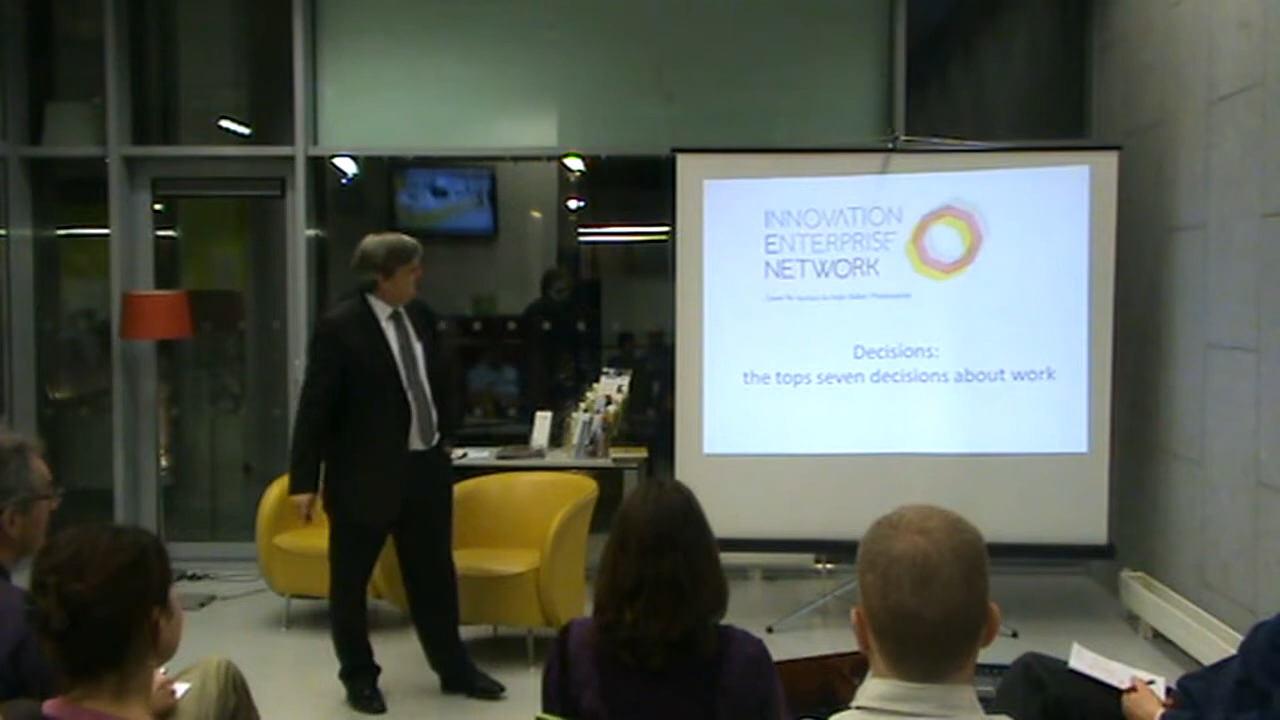 INNOVATION
ENTERPRISE
NETWORK
Decisions:
the tops seven decisions about work